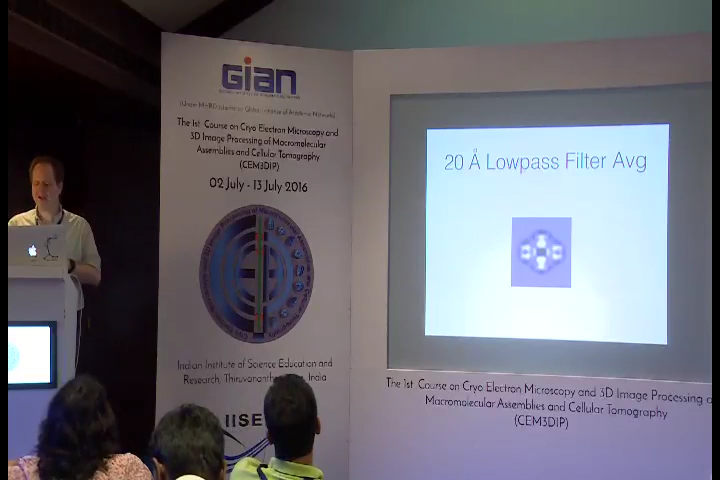 GIAN
The 1st Course on Cryo Electron Microscopy and
3D Image Processing of Macromolecular
Assemblies and Cellular Tomography
(CEM3DIP)
02 July - 13 July 2016
Indian Institute of Science Education and
Research, India
IISE
20 Å Lowpass Filter Avg
The 1st Course on Cryo Electron Microscopy and 3D Image Processing o
Macromolecular Assemblies and Cellular Tomography
(CEM3DIP)